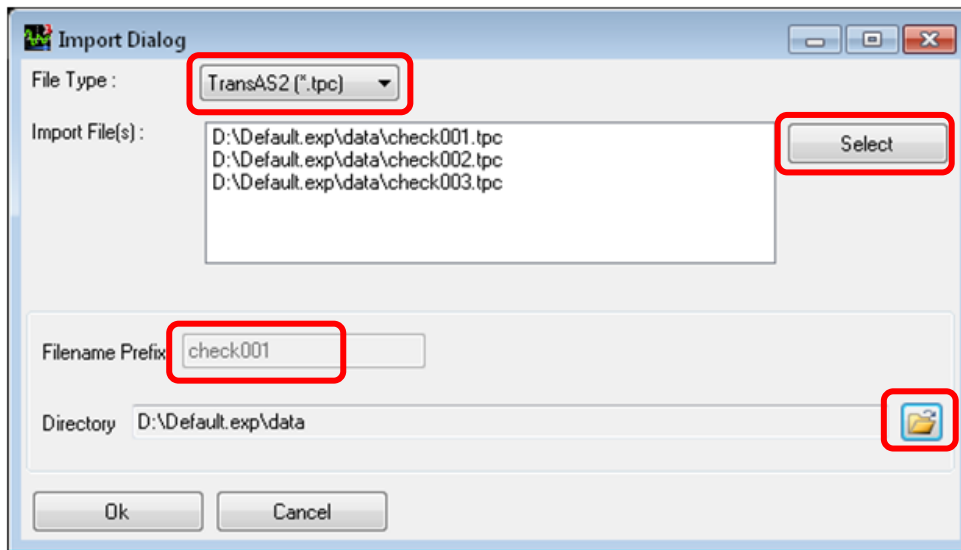 Import Dialog
File Type :
TransAS2 (*.tpc)
Import File(s) :
D:\Default.exp\data\check001.tpc
D:\Default.exp\data\check002.tpc
D:\Default.exp\data\check003.tpc
Select
Filename Prefix
check001
Directory
D:\Default.exp\data
Ok
Cancel